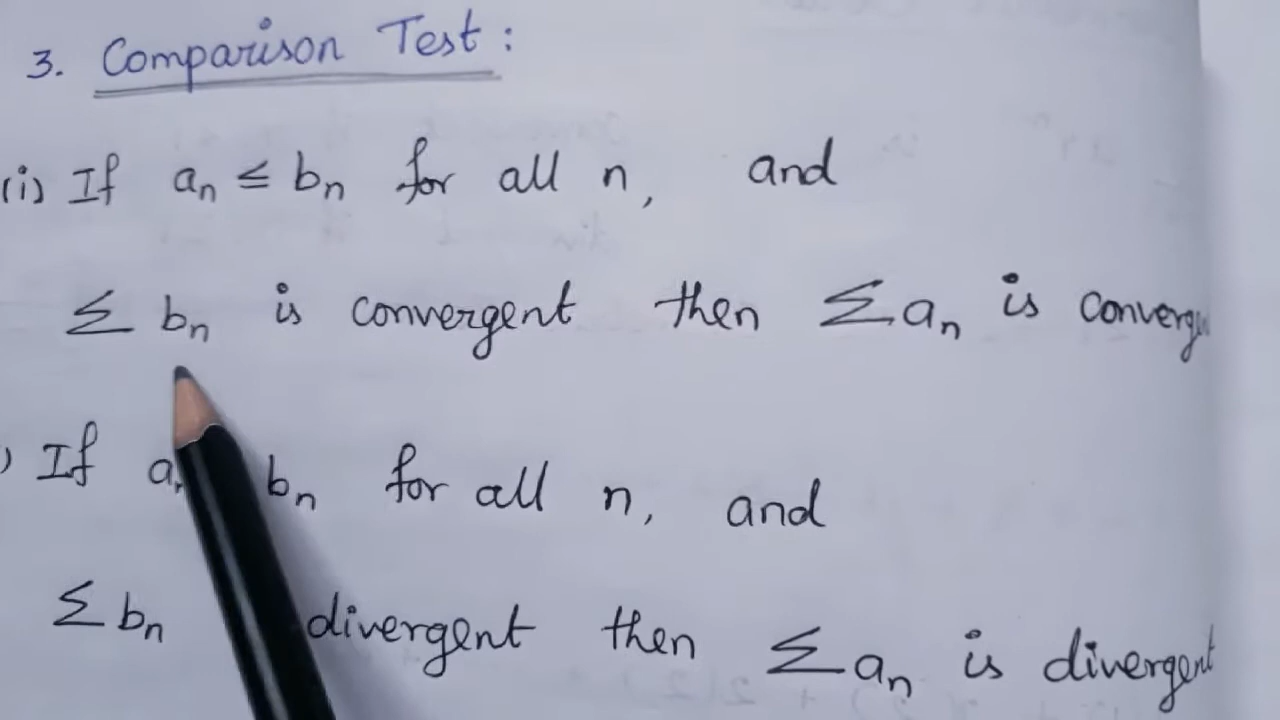 3. Comparison Test:
(i) If aₙ ≤ bₙ for all n, and
Σ bₙ is convergent then Σ aₙ is
) If bₙ for all n, and
Σ bₙ divergent then Σ aₙ is divergent